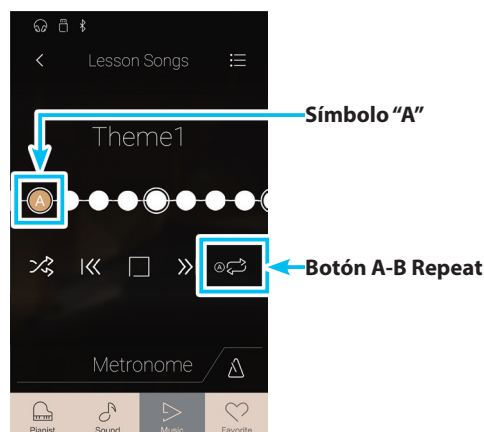 Lesson Songs
Símbolo “A”
Theme1
A
A
Botón A-B Repeat
Metronome
Pianist Sound Music Favorite